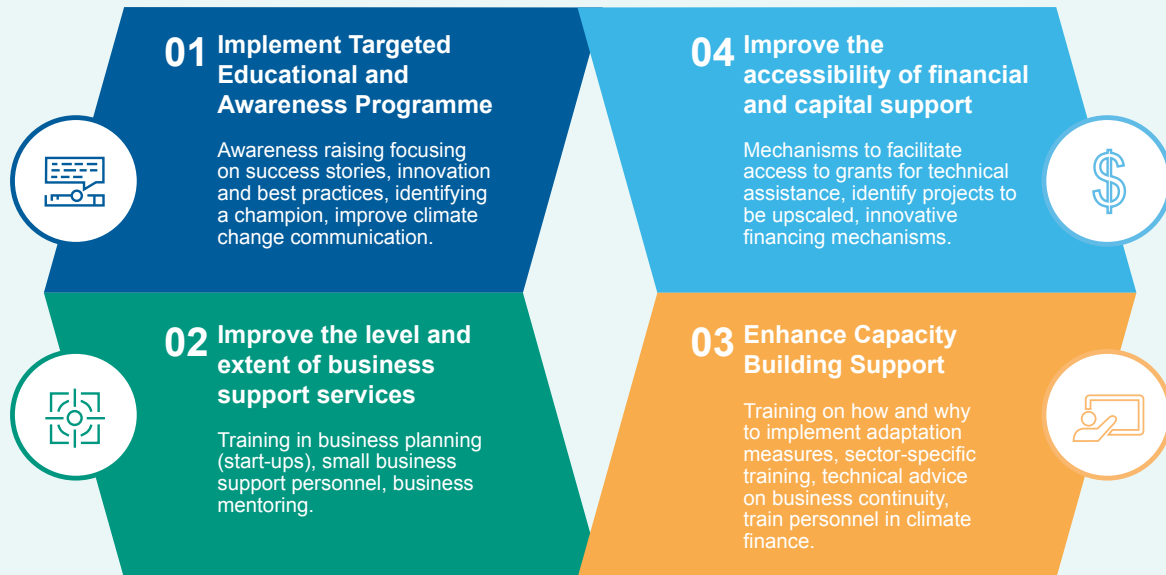 01 Implement Targeted
Educational and
Awareness Programme
Awareness raising focusing
on success stories, innovation
and best practices, identifying
a champion, improve climate
change communication.
02 Improve the level and
extent of business
support services
Training in business planning
(start-ups), small business
support personnel, business
mentoring.
03 Enhance Capacity
Building Support
Training on how and why
to implement adaptation
measures, sector-specific
training, technical advice
on business continuity,
train personnel in climate
finance.
04 Improve the
accessibility of financial
and capital support
Mechanisms to facilitate
access to grants for technical
assistance, identify projects to
be upscaled, innovative
financing mechanisms.
$